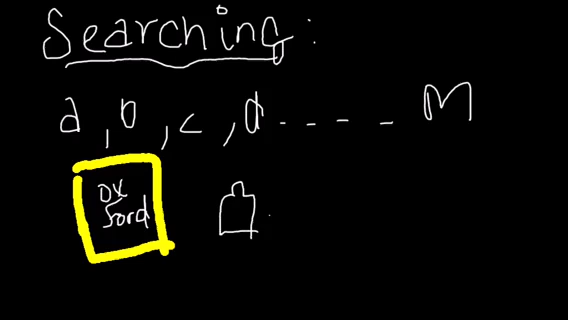 Searching:
a, b, c, d - - - - M
ox
ford